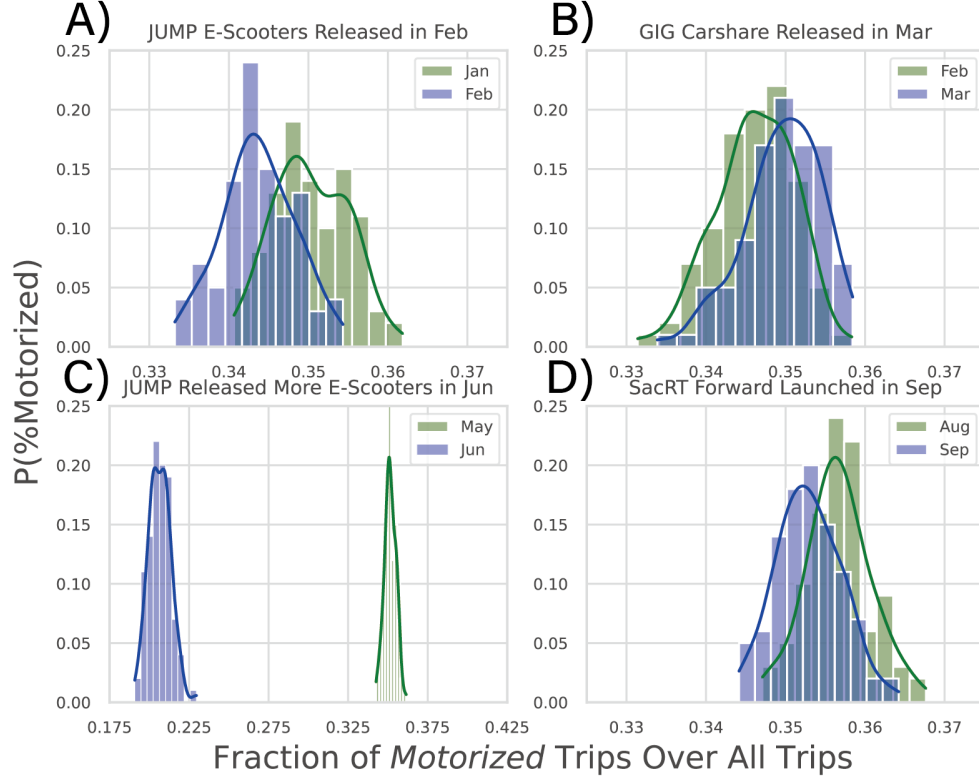 A)
JUMP E-Scooters Released in Feb
0.25
0.20
0.15
0.10
0.05
0.00
Jan
Feb
0.33
0.34
0.35
0.36
0.37
B)
GIG Carshare Released in Mar
0.25
0.20
0.15
0.10
0.05
0.00
Feb
Mar
0.33
0.34
0.35
0.36
0.37
P(%Motorized)
C)
JUMP Released More E-Scooters in Jun
0.25
0.20
0.15
0.10
0.05
0.00
May
Jun
0.175
0.225
0.275
0.325
0.375
0.425
D)
SacRT Forward Launched in Sep
0.25
0.20
0.15
0.10
0.05
0.00
Aug
Sep
0.33
0.34
0.35
0.36
0.37
Fraction of Motorized Trips Over All Trips